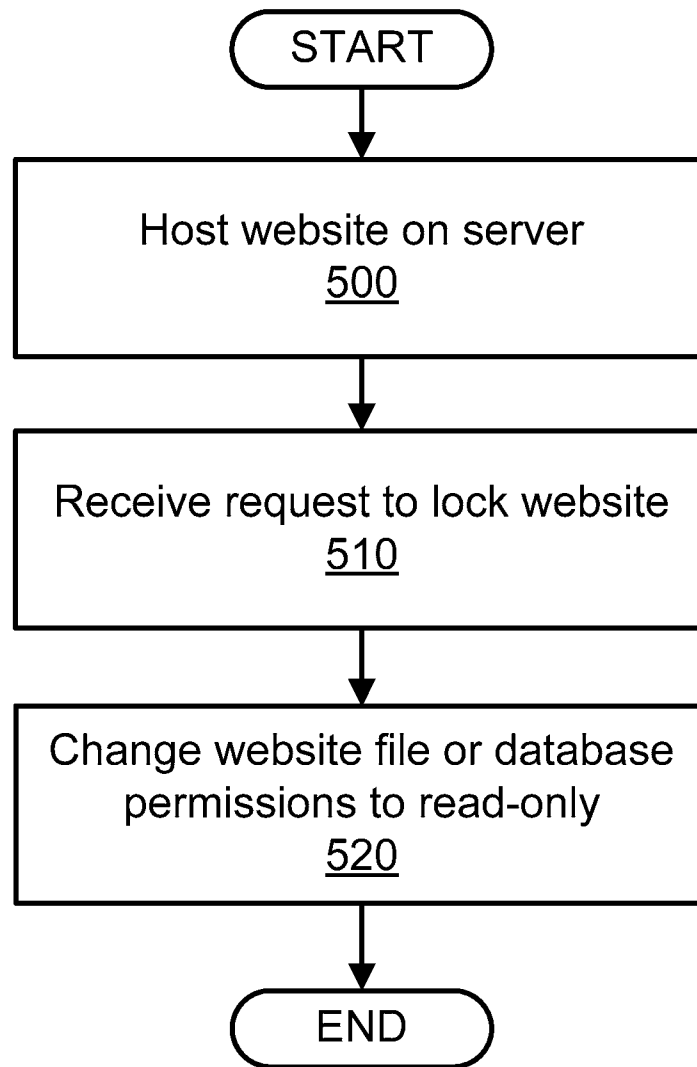 START
Host website on server
500
Receive request to lock website
510
Change website file or database
permissions to read-only
520
END